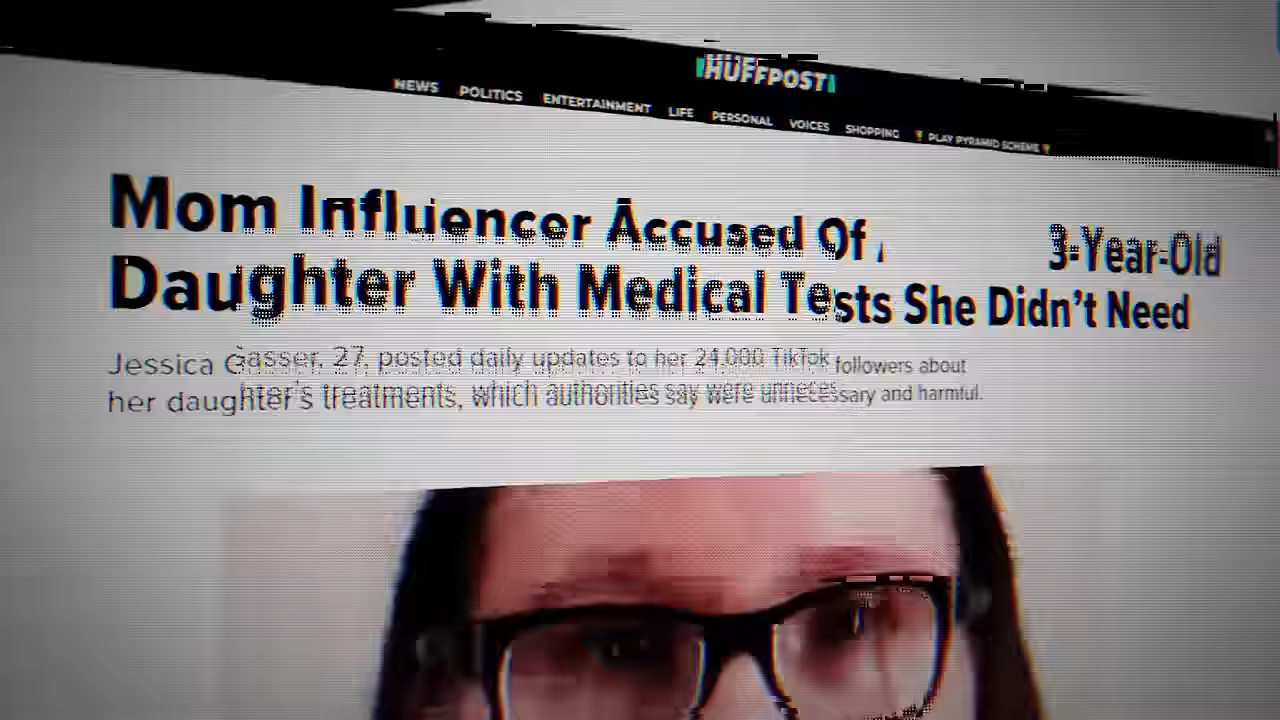 HUFFPOST
NEWS POLITICS ENTERTAINMENT LIFE PERSONAL VOICES SHOPPING PLAY PYRAMID SCHEME
Mom Influencer Accused Of 3-Year-Old
Daughter With Medical Tests She Didn't Need
Jessica Gasser, 27, posted daily updates to her 24,000 TikTok followers about
her daughter's treatments, which authorities say were unnecessary and harmful.